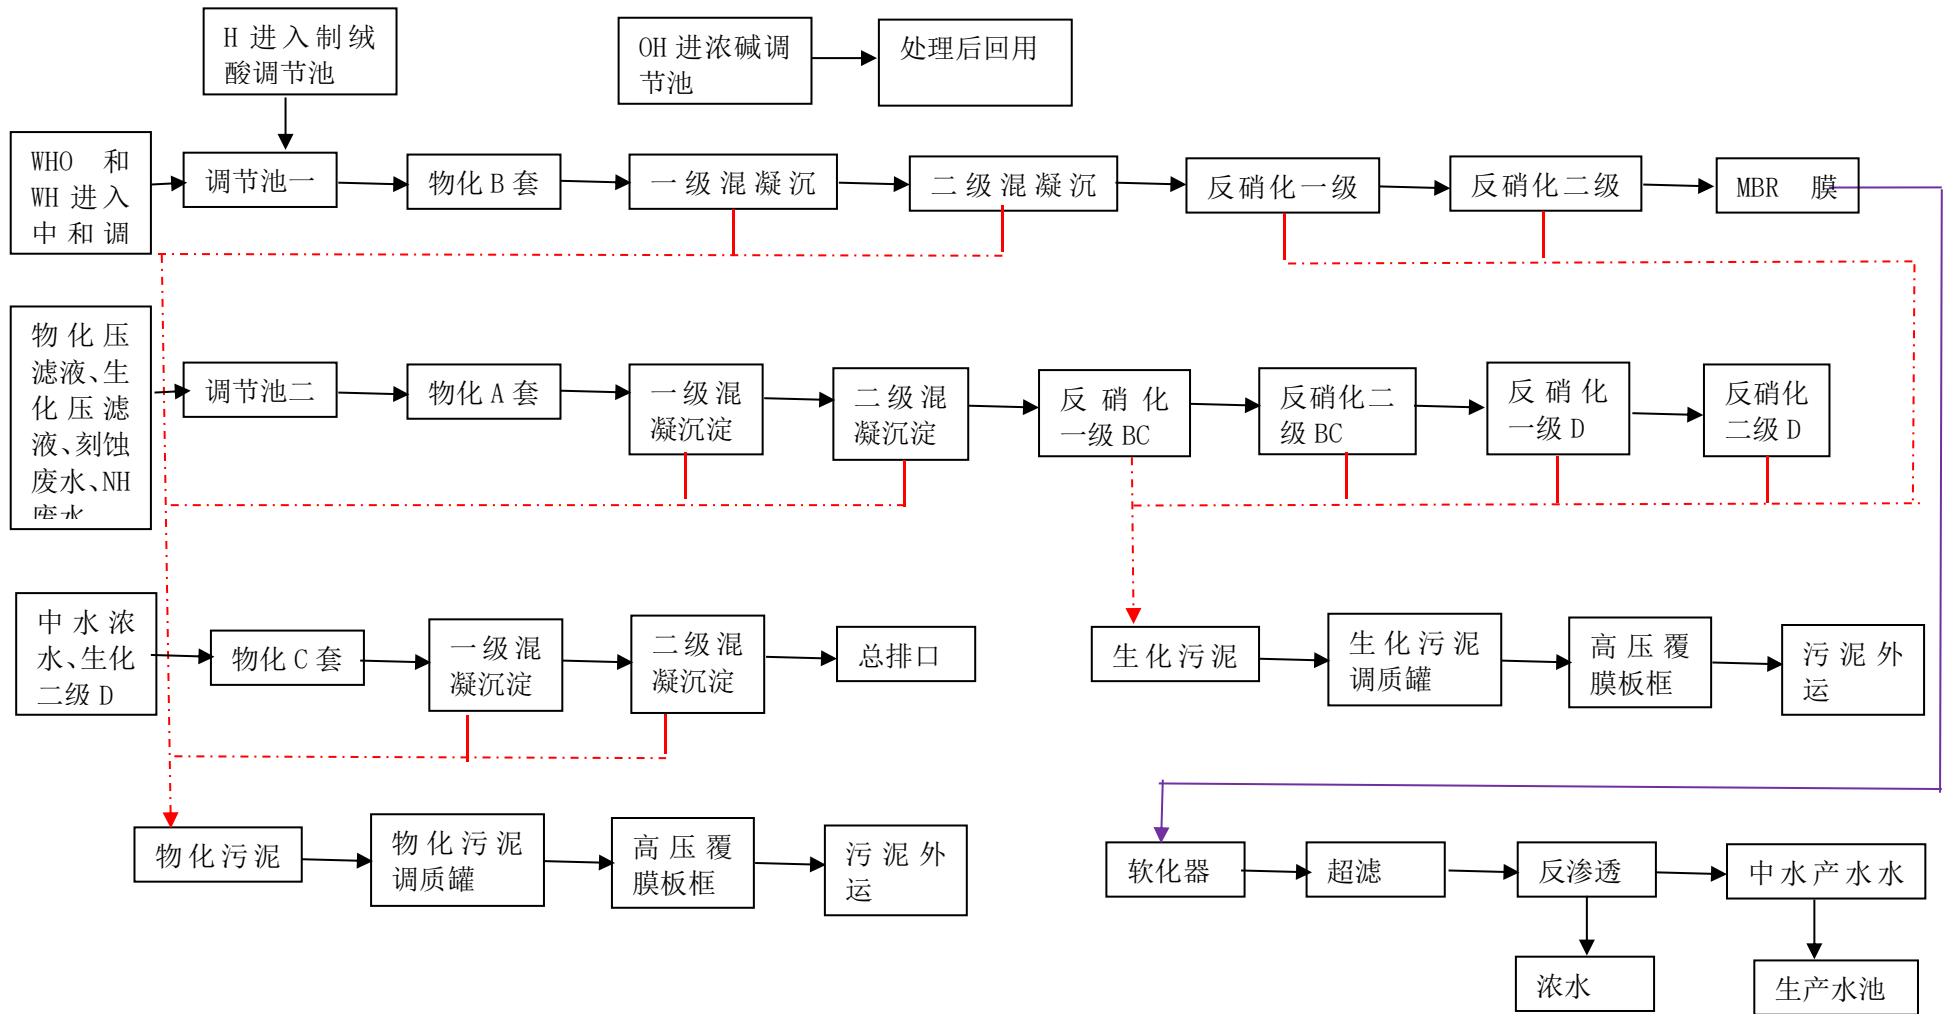 H 进入制绒
酸调节池
OH 进浓碱调
节池
处理后回用
WHO 和
WH 进入
中和调
调节池一
物化 B 套
一级混凝沉
二级混凝沉
反硝化一级
反硝化二级
MBR 膜
物化压
滤液、生
化压滤
液、刻蚀
废水、NH
废水
调节池二
物化 A 套
一级混
凝沉淀
二级混
凝沉淀
反硝化
一级 BC
反硝化二
级 BC
反硝化
一级 D
反硝化
二级 D
中水浓
水、生化
二级 D
物化 C 套
一级混
凝沉淀
二级混
凝沉淀
总排口
生化污泥
生化污泥
调质罐
高压覆
膜板框
污泥外
运
物化污泥
物化污泥
调质罐
高压覆
膜板框
污泥外
运
软化器
超滤
反渗透
中水产水水
浓水
生产水池